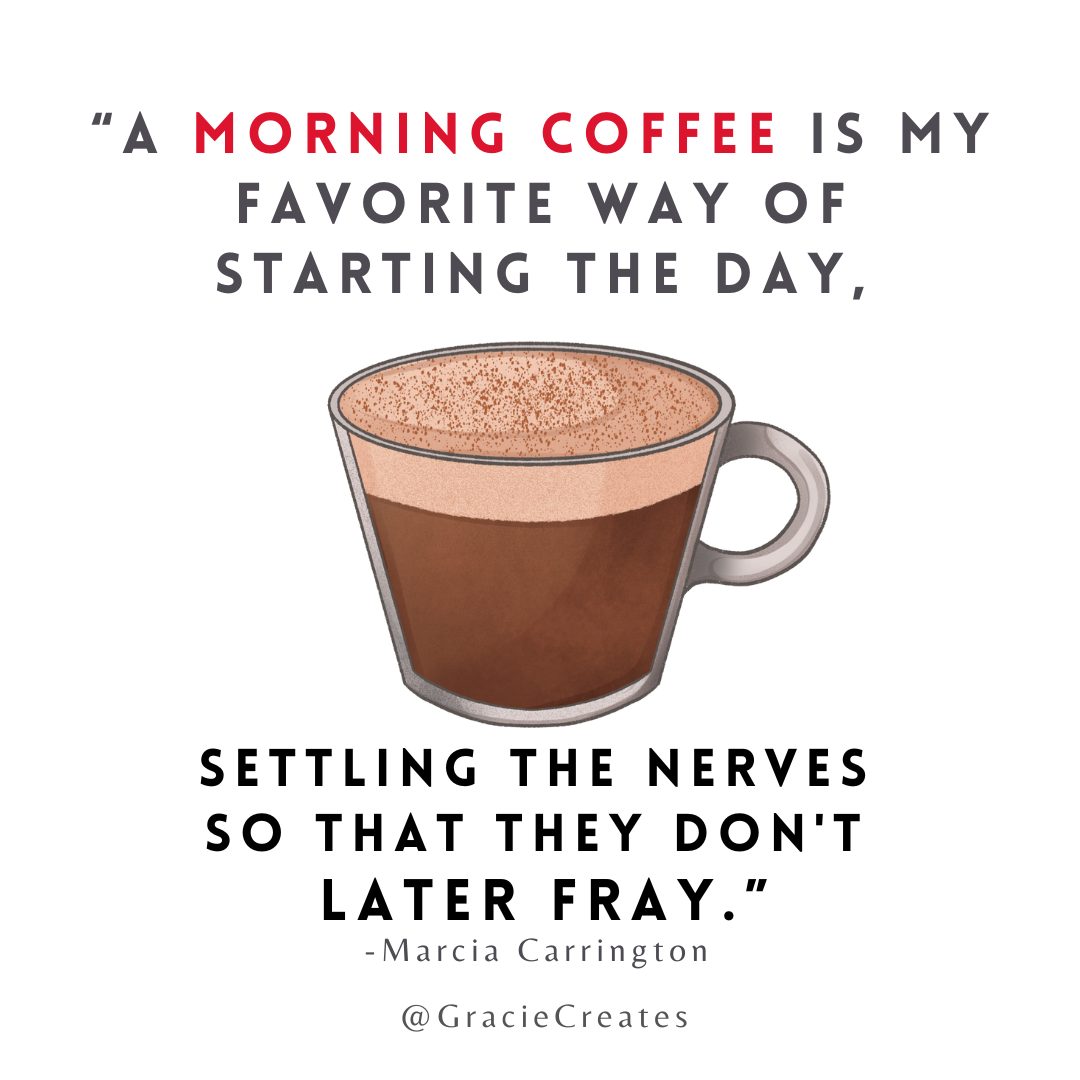 “A MORNING COFFEE IS MY
FAVORITE WAY OF
STARTING THE DAY,
SETTLING THE NERVES
SO THAT THEY DON'T
LATER FRAY.”
-Marcia Carrington
@GracieCreates